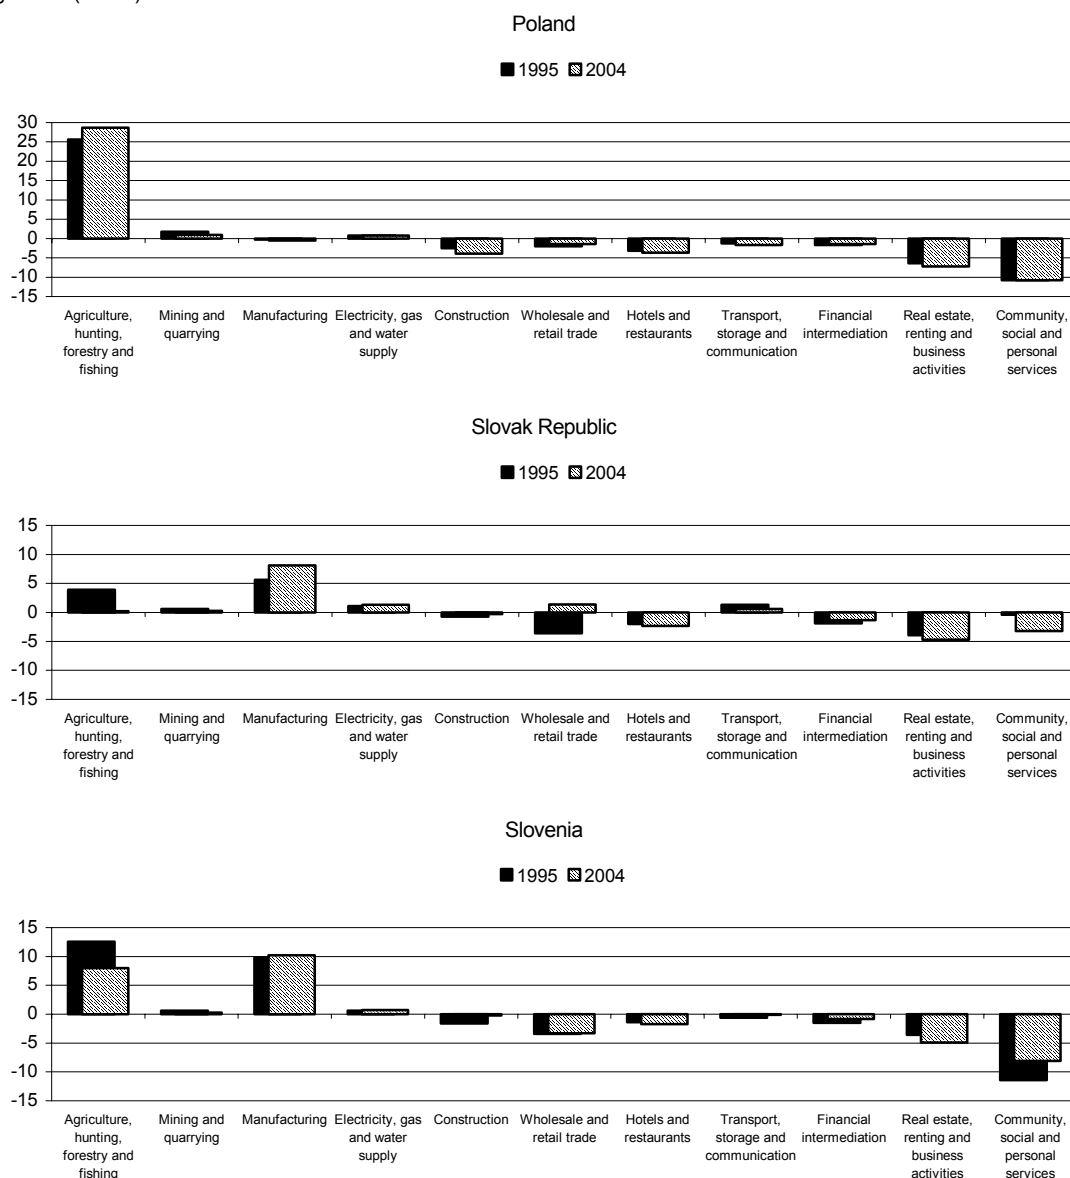 Poland
1995 2004
30
25
20
15
10
5
0
-5
-10
-15
Agriculture, hunting, forestry and fishing
Mining and quarrying
Manufacturing
Electricity, gas and water supply
Construction
Wholesale and retail trade
Hotels and restaurants
Transport, storage and communication
Financial intermediation
Real estate, renting and business activities
Community, social and personal services
Slovak Republic
1995 2004
15
10
5
0
-5
-10
-15
Agriculture, hunting, forestry and fishing
Mining and quarrying
Manufacturing
Electricity, gas and water supply
Construction
Wholesale and retail trade
Hotels and restaurants
Transport, storage and communication
Financial intermediation
Real estate, renting and business activities
Community, social and personal services
Slovenia
1995 2004
15
10
5
0
-5
-10
-15
Agriculture, hunting, forestry and fishing
Mining and quarrying
Manufacturing
Electricity, gas and water supply
Construction
Wholesale and retail trade
Hotels and restaurants
Transport, storage and communication
Financial intermediation
Real estate, renting and business activities
Community, social and personal services